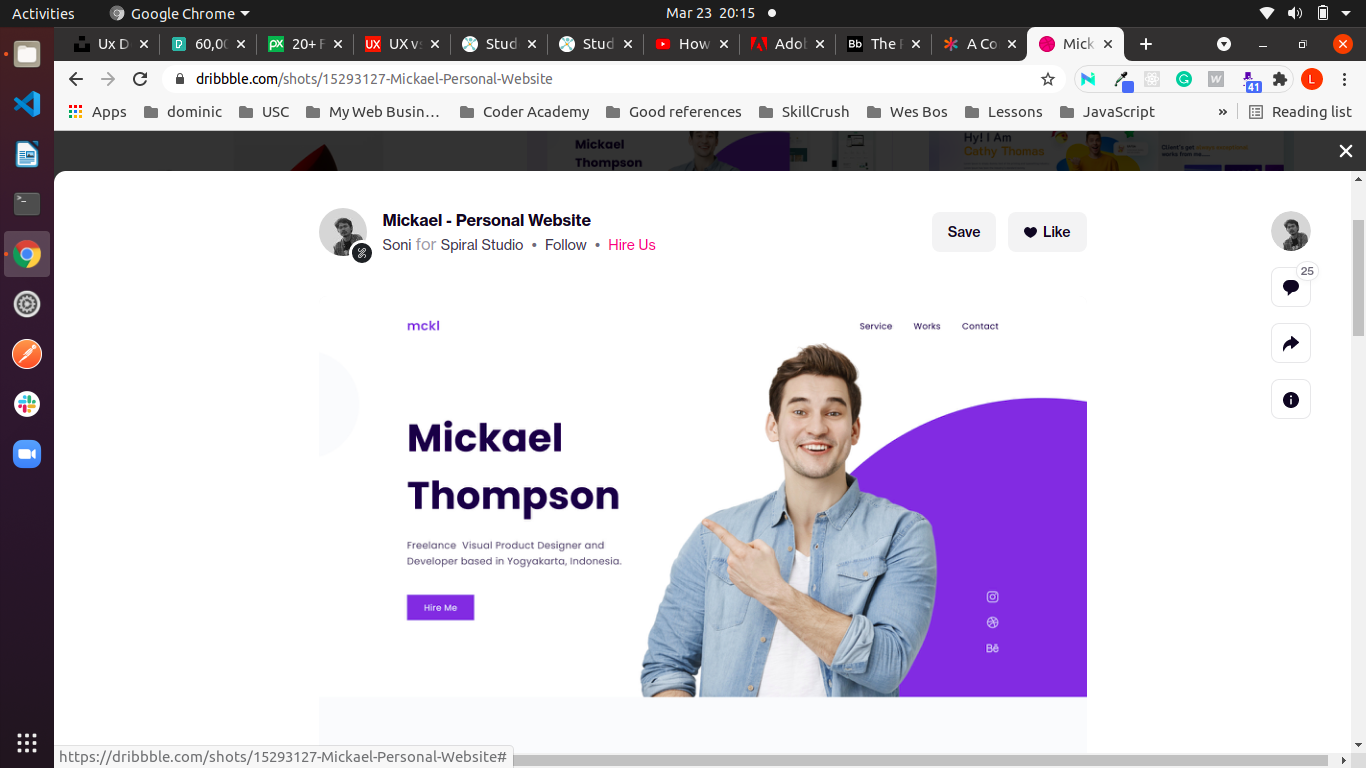 Activities
Google Chrome
Mar 23 20:15
Ux D
60,00
20+ F
UX vs
Stud
Stud
How
Adob
Bb
The F
A Co
Mick
dribbble.com/shots/15293127-Mickael-Personal-Website
L
41
Apps
dominic
USC
My Web Busin…
Coder Academy
Good references
SkillCrush
Wes Bos
Lessons
JavaScript
»
Reading list
Mickael
Thompson
Hy! I Am
Cathy Thomas
Mickael - Personal Website
Soni for Spiral Studio • Follow • Hire Us
Save
Like
25
mckl
Service
Works
Contact
Mickael
Thompson
Freelance Visual Product Designer and
Developer based in Yogyakarta, Indonesia.
Hire Me
Bē
https://dribbble.com/shots/15293127-Mickael-Personal-Website#